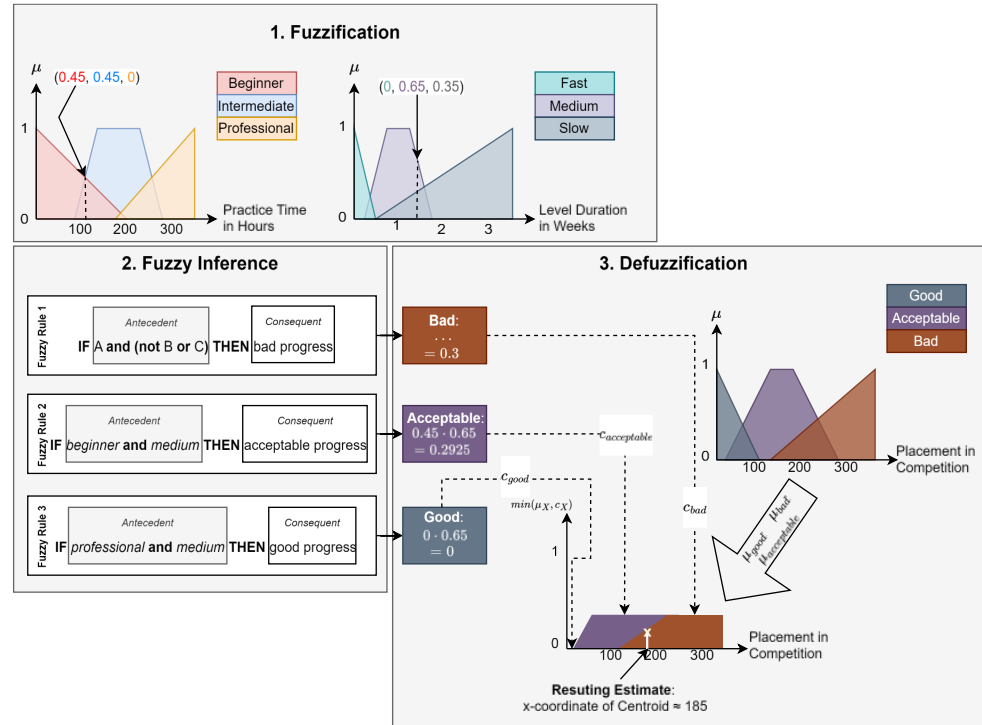 1. Fuzzification
μ
(0.45, 0.45, 0)
1
0
100 200 300
Practice Time
in Hours
Beginner
Intermediate
Professional
μ
(0, 0.65, 0.35)
1
0
1 2 3
Level Duration
in Weeks
Fast
Medium
Slow
2. Fuzzy Inference
Fuzzy Rule 1
Antecedent
Consequent
IF A and (not B or C) THEN bad progress
Fuzzy Rule 2
Antecedent
Consequent
IF beginner and medium THEN acceptable progress
Fuzzy Rule 3
Antecedent
Consequent
IF professional and medium THEN good progress
3. Defuzzification
Bad:
...
= 0.3
Acceptable:
0.45 · 0.65
= 0.2925
Good:
0 · 0.65
= 0
c_good
c_acceptable
c_bad
Good
Acceptable
Bad
μ
1
0
100 200 300
Placement in
Competition
μ_good μ_bad
μ_acceptable
min(μ_X, c_X)
1
0
x
100 200 300
Placement in
Competition
Resuting Estimate:
x-coordinate of Centroid ≈ 185